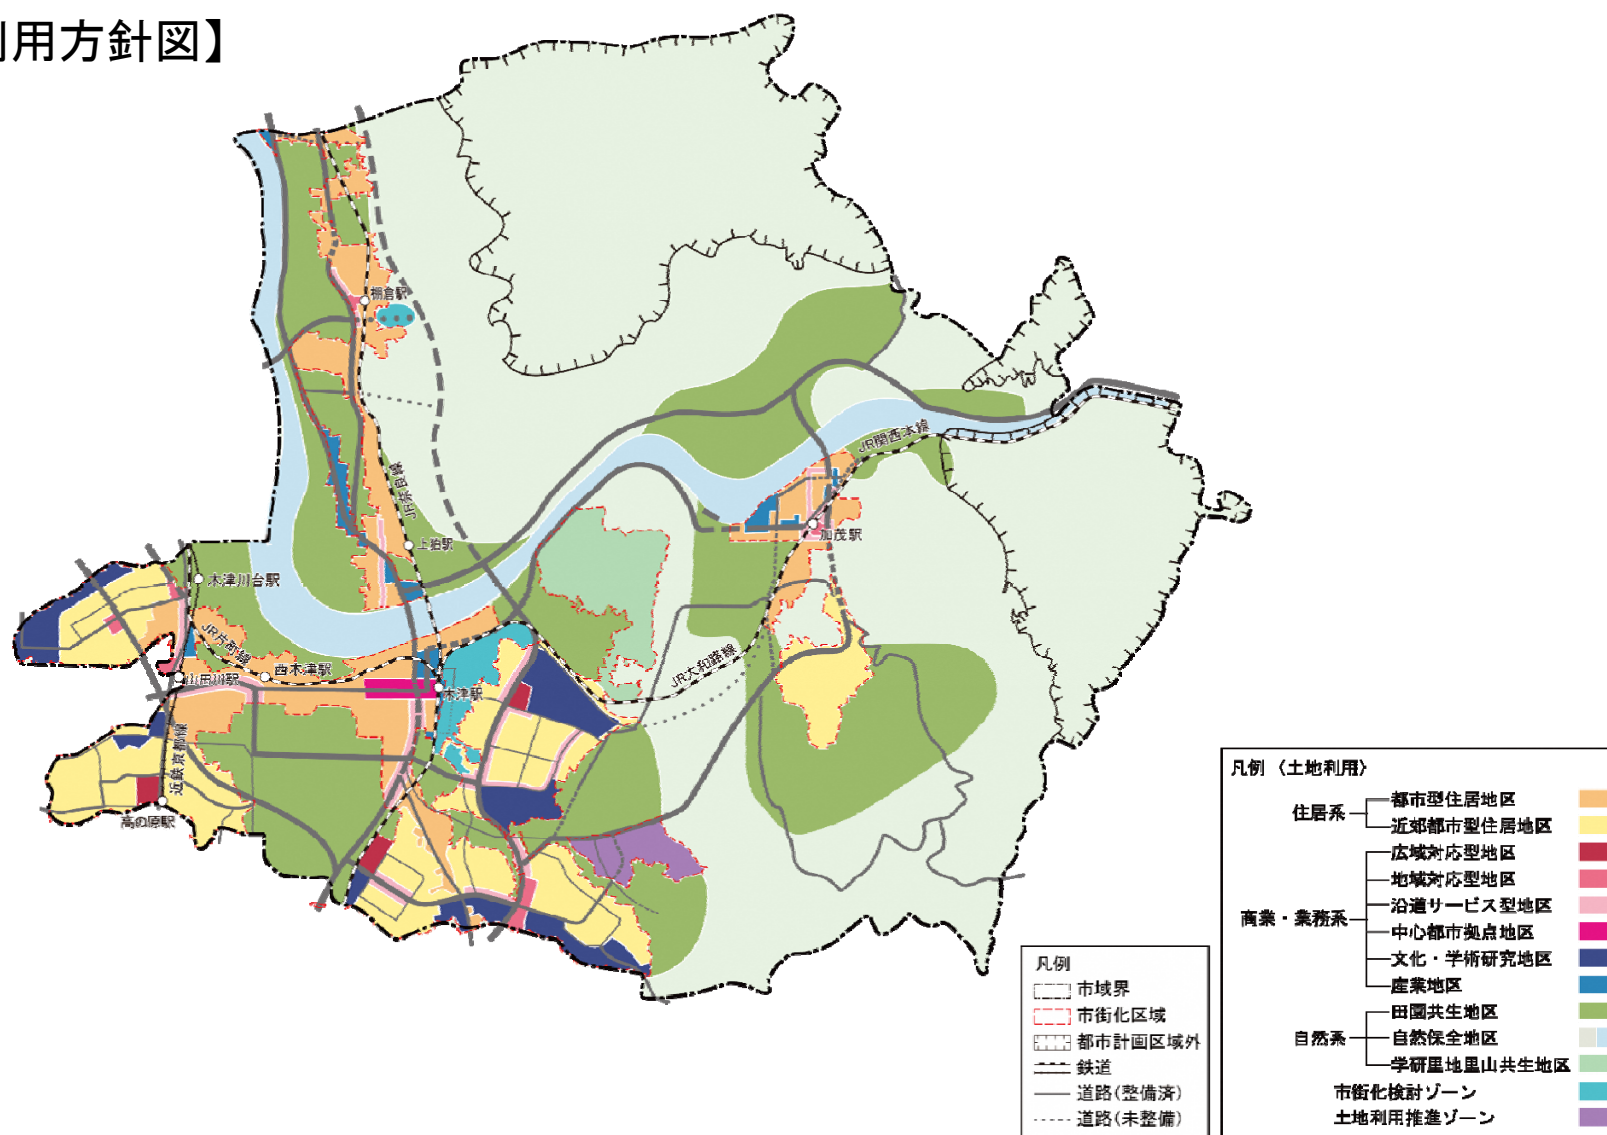 用方針図】
棚倉駅
JR奈良線
上狛駅
JR関西本線
加茂駅
木津川台駅
JR片町線
西木津駅
山田川駅
木津駅
JR大和路線
近鉄京都線
高の原駅
凡例
市域界
市街化区域
都市計画区域外
鉄道
道路(整備済)
道路(未整備)
凡例 〈土地利用〉
住居系
都市型住居地区
近郊都市型住居地区
商業・業務系
広域対応型地区
地域対応型地区
沿道サービス型地区
中心都市拠点地区
文化・学術研究地区
産業地区
自然系
田園共生地区
自然保全地区
学研里地里山共生地区
市街化検討ゾーン
土地利用推進ゾーン